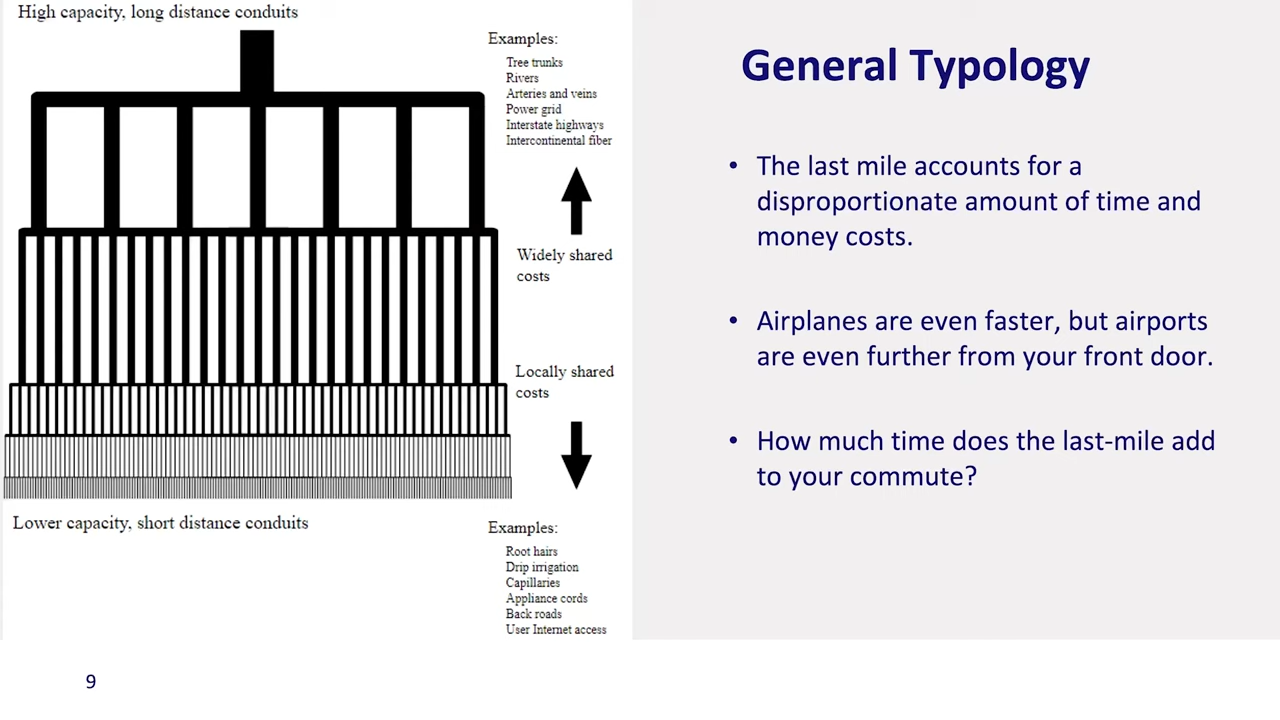 High capacity, long distance conduits
Examples:
Tree trunks
Rivers
Arteries and veins
Power grid
Interstate highways
Intercontinental fiber
Widely shared
costs
Locally shared
costs
Lower capacity, short distance conduits
Examples:
Root hairs
Drip irrigation
Capillaries
Appliance cords
Back roads
User Internet access
General Typology
• The last mile accounts for a
disproportionate amount of time and
money costs.
• Airplanes are even faster, but airports
are even further from your front door.
• How much time does the last-mile add
to your commute?
9